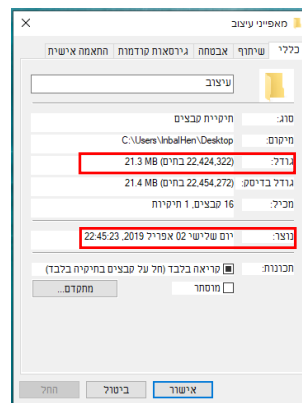 מאפייני עיצוב
כללי שיתוף אבטחה גירסאות קודמות התאמה אישית
עיצוב
סוג: תיקיית קבצים
מיקום: C:\Users\InbalHen\Desktop
גודל: 21.3 MB (22,424,322 בתים)
גודל בדיסק: 21.4 MB (22,454,272 בתים)
מכיל: 16 קבצים, 1 תיקיות
נוצר: יום שלישי 02 אפריל 2019, 22:45:23
תכונות: קריאה בלבד (חל על קבצים בתיקיה בלבד)
מוסתר
מתקדם...
אישור ביטול החל